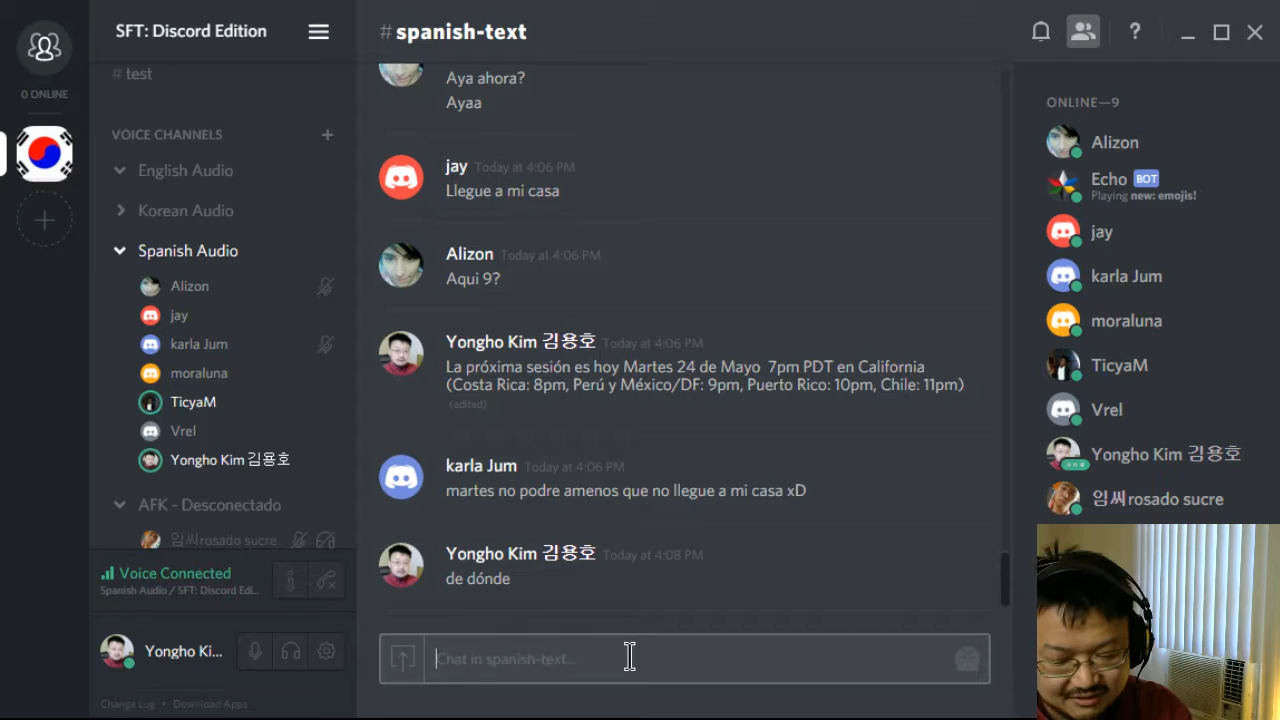 0 ONLINE
SFT: Discord Edition
# test
VOICE CHANNELS
English Audio
Korean Audio
Spanish Audio
Alizon
jay
karla Jum
moraluna
TicyaM
Vrel
Yongho Kim 김용호
AFK - Desconectado
임씨rosado sucre
Voice Connected
Spanish Audio / SFT: Discord Edi...
Yongho Ki...
Change Log • Download Apps
# spanish-text
Aya ahora?
Ayaa
jay Today at 4:06 PM
Llegue a mi casa
Alizon Today at 4:06 PM
Aqui 9?
Yongho Kim 김용호 Today at 4:06 PM
La próxima sesión es hoy Martes 24 de Mayo 7pm PDT en California
(Costa Rica: 8pm, Perú y México/DF: 9pm, Puerto Rico: 10pm, Chile: 11pm)
(edited)
karla Jum Today at 4:06 PM
martes no podre amenos que no llegue a mi casa xD
Yongho Kim 김용호 Today at 4:08 PM
de dónde
Chat in spanish-text...
ONLINE—9
Alizon
Echo BOT
Playing new: emojis!
jay
karla Jum
moraluna
TicyaM
Vrel
Yongho Kim 김용호
임씨rosado sucre